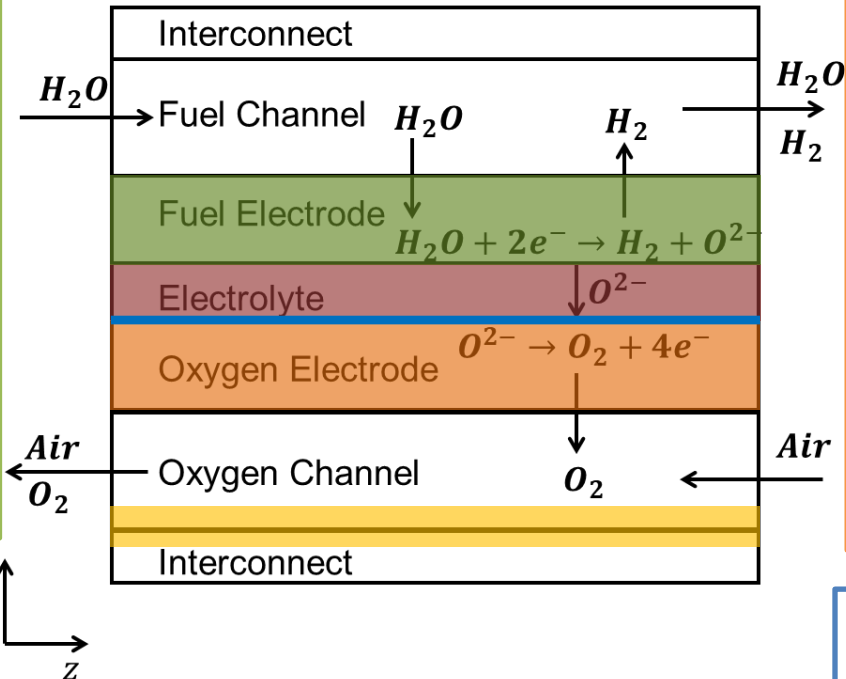 Interconnect
H₂O
H₂O
Fuel Channel H₂O
H₂
H₂
Fuel Electrode
H₂O + 2e⁻ → H₂ + O²⁻
Electrolyte
O²⁻
O²⁻ → O₂ + 4e⁻
Oxygen Electrode
Air
Air
Oxygen Channel
O₂
O₂
Interconnect
z